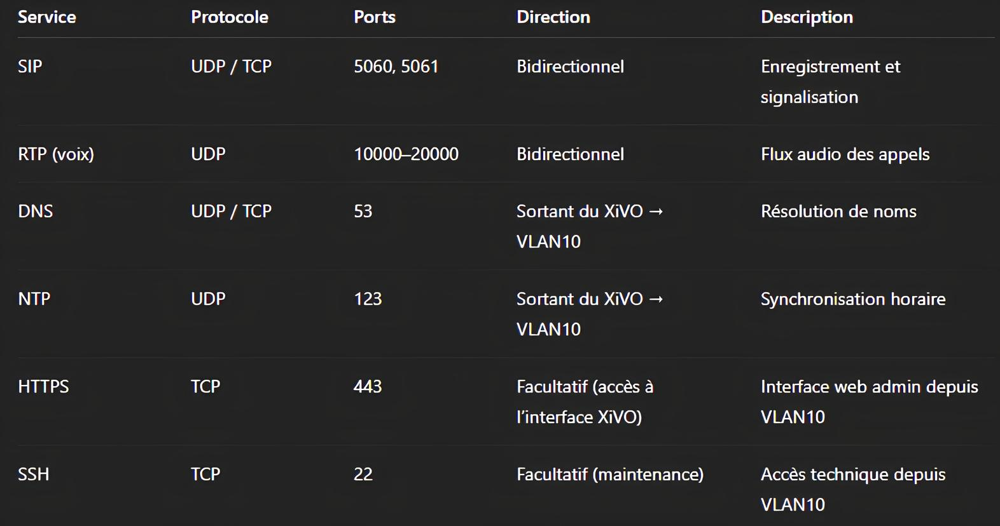 Service Protocole Ports Direction Description
SIP UDP / TCP 5060, 5061 Bidirectionnel Enregistrement et
signalisation
RTP (voix) UDP 10000–20000 Bidirectionnel Flux audio des appels
DNS UDP / TCP 53 Sortant du XiVO → Résolution de noms
VLAN10
NTP UDP 123 Sortant du XiVO → Synchronisation horaire
VLAN10
HTTPS TCP 443 Facultatif (accès à Interface web admin depuis
l’interface XiVO) VLAN10
SSH TCP 22 Facultatif (maintenance) Accès technique depuis
VLAN10